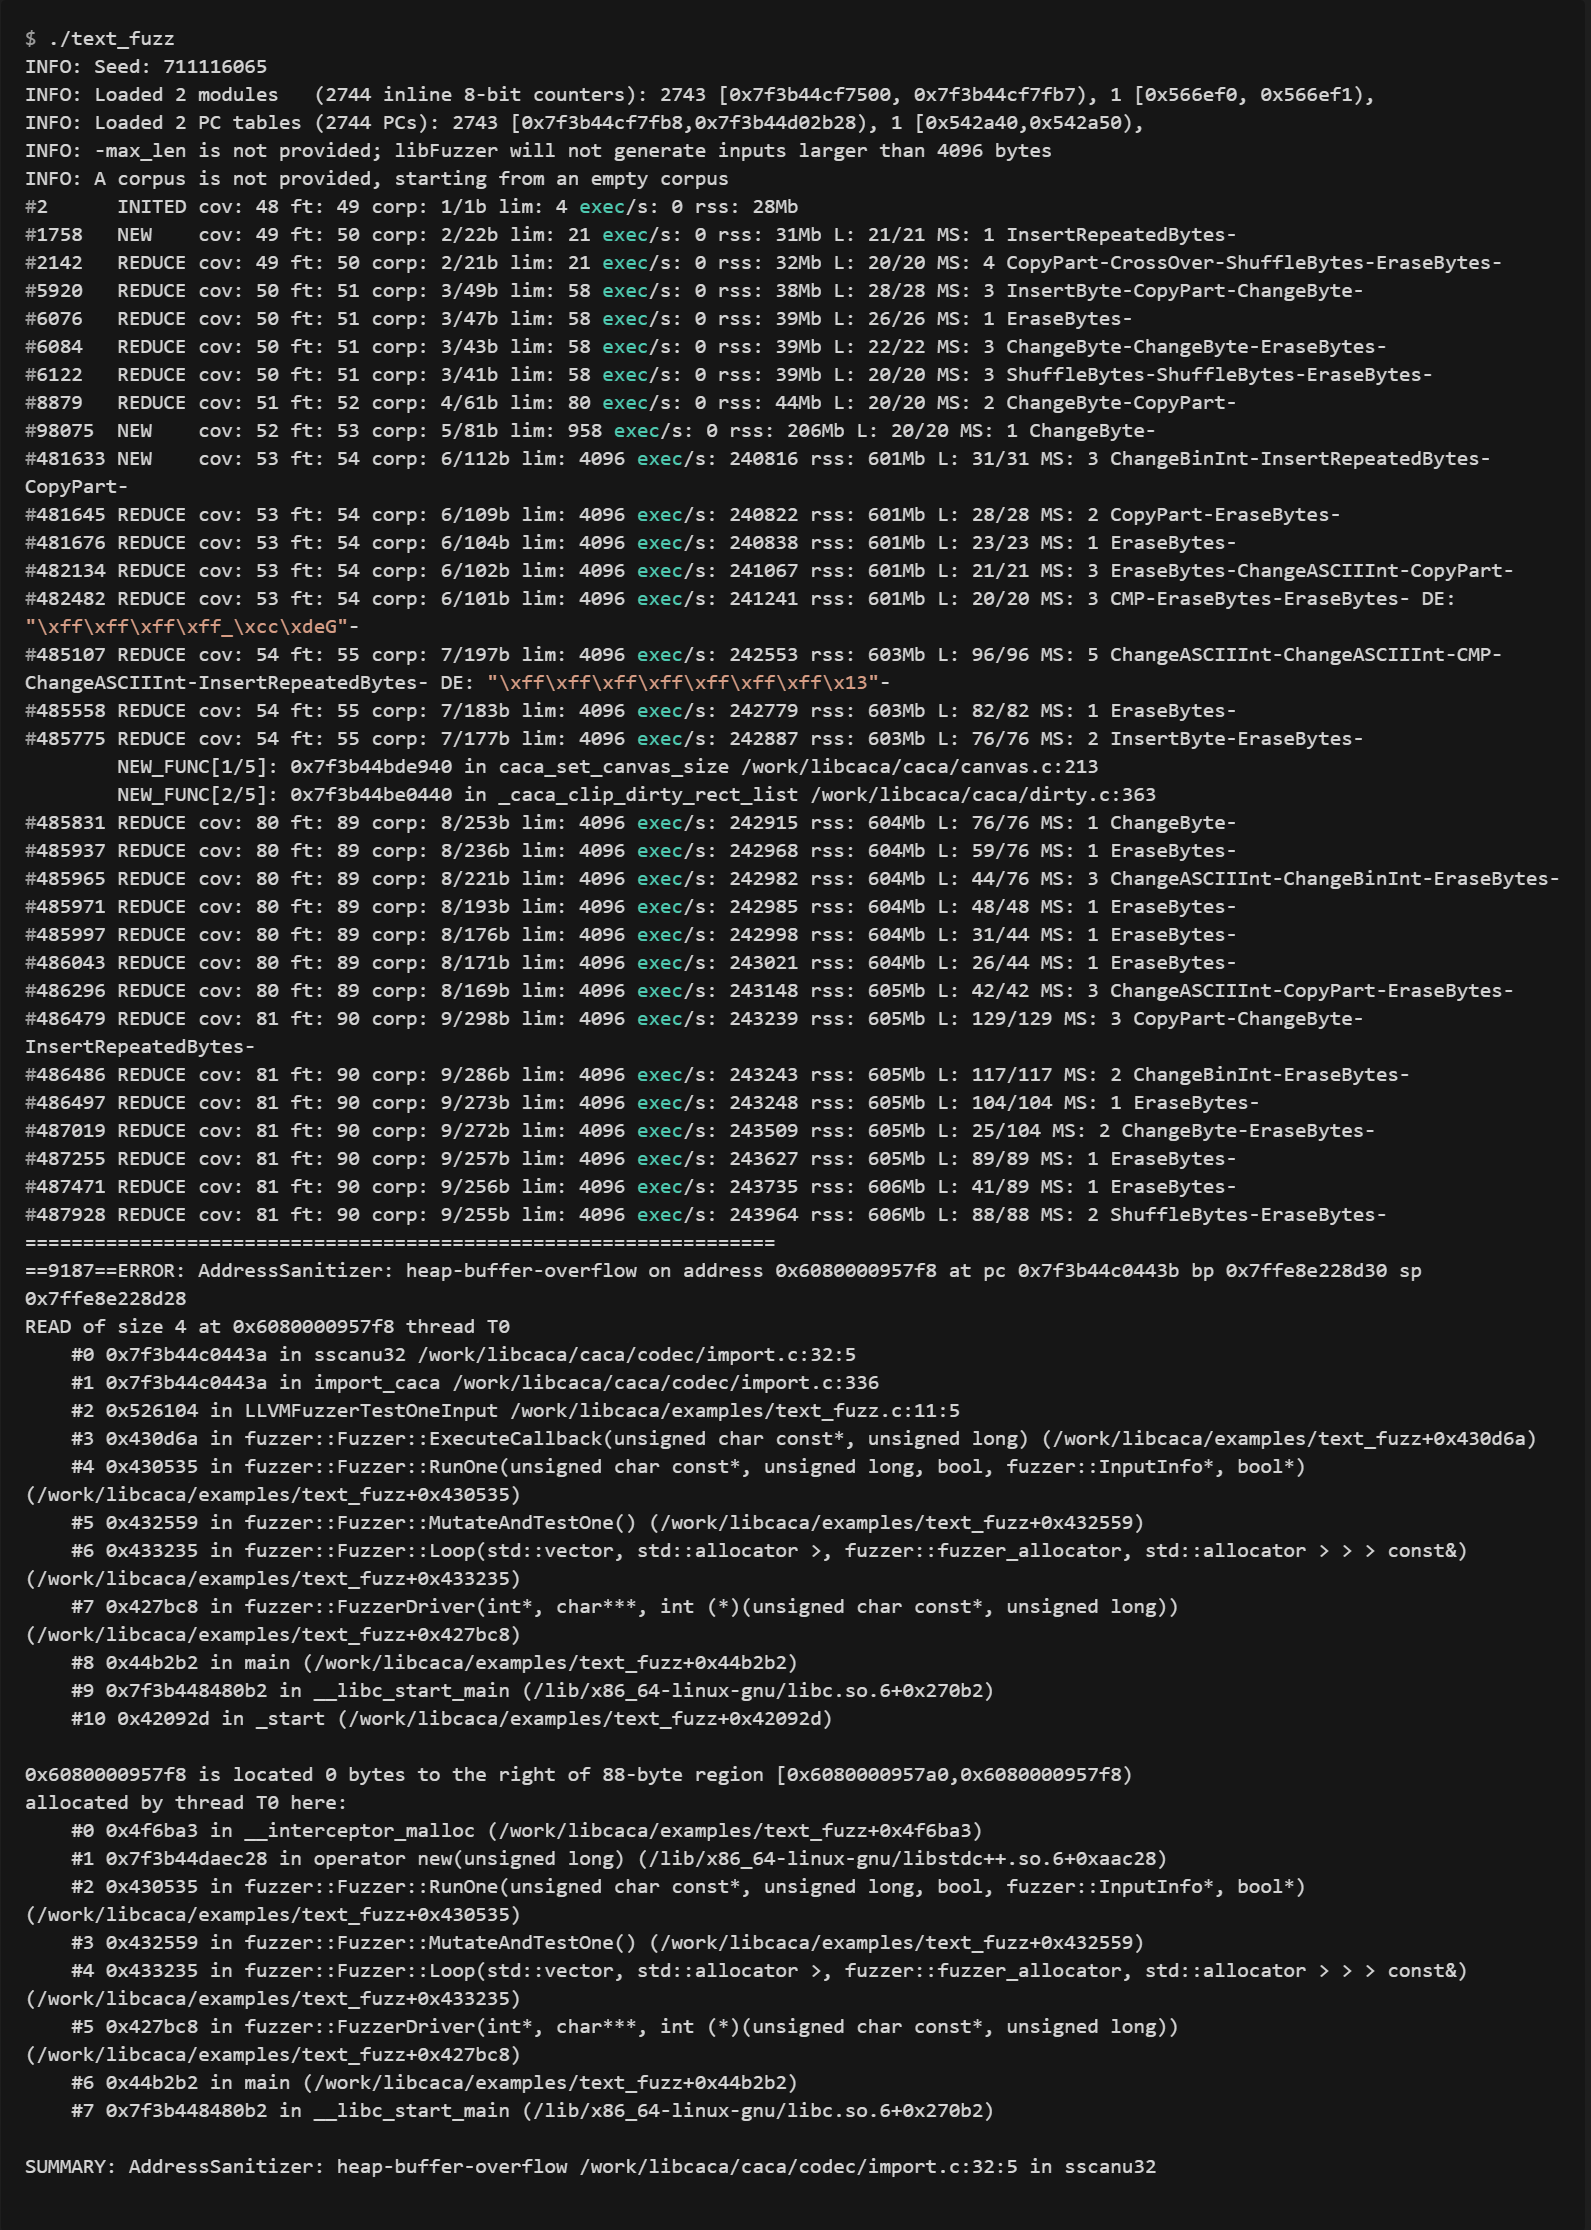 $ ./text_fuzz
INFO: Seed: 711116065
INFO: Loaded 2 modules   (2744 inline 8-bit counters): 2743 [0x7f3b44cf7500, 0x7f3b44cf7fb7), 1 [0x566ef0, 0x566ef1),
INFO: Loaded 2 PC tables (2744 PCs): 2743 [0x7f3b44cf7fb8,0x7f3b44d02b28), 1 [0x542a40,0x542a50),
INFO: -max_len is not provided; libFuzzer will not generate inputs larger than 4096 bytes
INFO: A corpus is not provided, starting from an empty corpus
#2      INITED cov: 48 ft: 49 corp: 1/1b lim: 4 exec/s: 0 rss: 28Mb
#1758   NEW    cov: 49 ft: 50 corp: 2/22b lim: 21 exec/s: 0 rss: 31Mb L: 21/21 MS: 1 InsertRepeatedBytes-
#2142   REDUCE cov: 49 ft: 50 corp: 2/21b lim: 21 exec/s: 0 rss: 32Mb L: 20/20 MS: 4 CopyPart-CrossOver-ShuffleBytes-EraseBytes-
#5920   REDUCE cov: 50 ft: 51 corp: 3/49b lim: 58 exec/s: 0 rss: 38Mb L: 28/28 MS: 3 InsertByte-CopyPart-ChangeByte-
#6076   REDUCE cov: 50 ft: 51 corp: 3/47b lim: 58 exec/s: 0 rss: 39Mb L: 26/26 MS: 1 EraseBytes-
#6084   REDUCE cov: 50 ft: 51 corp: 3/43b lim: 58 exec/s: 0 rss: 39Mb L: 22/22 MS: 3 ChangeByte-ChangeByte-EraseBytes-
#6122   REDUCE cov: 50 ft: 51 corp: 3/41b lim: 58 exec/s: 0 rss: 39Mb L: 20/20 MS: 3 ShuffleBytes-ShuffleBytes-EraseBytes-
#8879   REDUCE cov: 51 ft: 52 corp: 4/61b lim: 80 exec/s: 0 rss: 44Mb L: 20/20 MS: 2 ChangeByte-CopyPart-
#98075  NEW    cov: 52 ft: 53 corp: 5/81b lim: 958 exec/s: 0 rss: 206Mb L: 20/20 MS: 1 ChangeByte-
#481633 NEW    cov: 53 ft: 54 corp: 6/112b lim: 4096 exec/s: 240816 rss: 601Mb L: 31/31 MS: 3 ChangeBinInt-InsertRepeatedBytes-
CopyPart-
#481645 REDUCE cov: 53 ft: 54 corp: 6/109b lim: 4096 exec/s: 240822 rss: 601Mb L: 28/28 MS: 2 CopyPart-EraseBytes-
#481676 REDUCE cov: 53 ft: 54 corp: 6/104b lim: 4096 exec/s: 240838 rss: 601Mb L: 23/23 MS: 1 EraseBytes-
#482134 REDUCE cov: 53 ft: 54 corp: 6/102b lim: 4096 exec/s: 241067 rss: 601Mb L: 21/21 MS: 3 EraseBytes-ChangeASCIIInt-CopyPart-
#482482 REDUCE cov: 53 ft: 54 corp: 6/101b lim: 4096 exec/s: 241241 rss: 601Mb L: 20/20 MS: 3 CMP-EraseBytes-EraseBytes- DE:
"\xff\xff\xff\xff_\xcc\xdeG"-
#485107 REDUCE cov: 54 ft: 55 corp: 7/197b lim: 4096 exec/s: 242553 rss: 603Mb L: 96/96 MS: 5 ChangeASCIIInt-ChangeASCIIInt-CMP-
ChangeASCIIInt-InsertRepeatedBytes- DE: "\xff\xff\xff\xff\xff\xff\xff\x13"-
#485558 REDUCE cov: 54 ft: 55 corp: 7/183b lim: 4096 exec/s: 242779 rss: 603Mb L: 82/82 MS: 1 EraseBytes-
#485775 REDUCE cov: 54 ft: 55 corp: 7/177b lim: 4096 exec/s: 242887 rss: 603Mb L: 76/76 MS: 2 InsertByte-EraseBytes-
        NEW_FUNC[1/5]: 0x7f3b44bde940 in caca_set_canvas_size /work/libcaca/caca/canvas.c:213
        NEW_FUNC[2/5]: 0x7f3b44be0440 in _caca_clip_dirty_rect_list /work/libcaca/caca/dirty.c:363
#485831 REDUCE cov: 80 ft: 89 corp: 8/253b lim: 4096 exec/s: 242915 rss: 604Mb L: 76/76 MS: 1 ChangeByte-
#485937 REDUCE cov: 80 ft: 89 corp: 8/236b lim: 4096 exec/s: 242968 rss: 604Mb L: 59/76 MS: 1 EraseBytes-
#485965 REDUCE cov: 80 ft: 89 corp: 8/221b lim: 4096 exec/s: 242982 rss: 604Mb L: 44/76 MS: 3 ChangeASCIIInt-ChangeBinInt-EraseBytes-
#485971 REDUCE cov: 80 ft: 89 corp: 8/193b lim: 4096 exec/s: 242985 rss: 604Mb L: 48/48 MS: 1 EraseBytes-
#485997 REDUCE cov: 80 ft: 89 corp: 8/176b lim: 4096 exec/s: 242998 rss: 604Mb L: 31/44 MS: 1 EraseBytes-
#486043 REDUCE cov: 80 ft: 89 corp: 8/171b lim: 4096 exec/s: 243021 rss: 604Mb L: 26/44 MS: 1 EraseBytes-
#486296 REDUCE cov: 80 ft: 89 corp: 8/169b lim: 4096 exec/s: 243148 rss: 605Mb L: 42/42 MS: 3 ChangeASCIIInt-CopyPart-EraseBytes-
#486479 REDUCE cov: 81 ft: 90 corp: 9/298b lim: 4096 exec/s: 243239 rss: 605Mb L: 129/129 MS: 3 CopyPart-ChangeByte-
InsertRepeatedBytes-
#486486 REDUCE cov: 81 ft: 90 corp: 9/286b lim: 4096 exec/s: 243243 rss: 605Mb L: 117/117 MS: 2 ChangeBinInt-EraseBytes-
#486497 REDUCE cov: 81 ft: 90 corp: 9/273b lim: 4096 exec/s: 243248 rss: 605Mb L: 104/104 MS: 1 EraseBytes-
#487019 REDUCE cov: 81 ft: 90 corp: 9/272b lim: 4096 exec/s: 243509 rss: 605Mb L: 25/104 MS: 2 ChangeByte-EraseBytes-
#487255 REDUCE cov: 81 ft: 90 corp: 9/257b lim: 4096 exec/s: 243627 rss: 605Mb L: 89/89 MS: 1 EraseBytes-
#487471 REDUCE cov: 81 ft: 90 corp: 9/256b lim: 4096 exec/s: 243735 rss: 606Mb L: 41/89 MS: 1 EraseBytes-
#487928 REDUCE cov: 81 ft: 90 corp: 9/255b lim: 4096 exec/s: 243964 rss: 606Mb L: 88/88 MS: 2 ShuffleBytes-EraseBytes-
=================================================================
==9187==ERROR: AddressSanitizer: heap-buffer-overflow on address 0x6080000957f8 at pc 0x7f3b44c0443b bp 0x7ffe8e228d30 sp
0x7ffe8e228d28
READ of size 4 at 0x6080000957f8 thread T0
    #0 0x7f3b44c0443a in sscanu32 /work/libcaca/caca/codec/import.c:32:5
    #1 0x7f3b44c0443a in import_caca /work/libcaca/caca/codec/import.c:336
    #2 0x526104 in LLVMFuzzerTestOneInput /work/libcaca/examples/text_fuzz.c:11:5
    #3 0x430d6a in fuzzer::Fuzzer::ExecuteCallback(unsigned char const*, unsigned long) (/work/libcaca/examples/text_fuzz+0x430d6a)
    #4 0x430535 in fuzzer::Fuzzer::RunOne(unsigned char const*, unsigned long, bool, fuzzer::InputInfo*, bool*)
(/work/libcaca/examples/text_fuzz+0x430535)
    #5 0x432559 in fuzzer::Fuzzer::MutateAndTestOne() (/work/libcaca/examples/text_fuzz+0x432559)
    #6 0x433235 in fuzzer::Fuzzer::Loop(std::vector, std::allocator >, fuzzer::fuzzer_allocator, std::allocator > > > const&)
(/work/libcaca/examples/text_fuzz+0x433235)
    #7 0x427bc8 in fuzzer::FuzzerDriver(int*, char***, int (*)(unsigned char const*, unsigned long))
(/work/libcaca/examples/text_fuzz+0x427bc8)
    #8 0x44b2b2 in main (/work/libcaca/examples/text_fuzz+0x44b2b2)
    #9 0x7f3b448480b2 in __libc_start_main (/lib/x86_64-linux-gnu/libc.so.6+0x270b2)
    #10 0x42092d in _start (/work/libcaca/examples/text_fuzz+0x42092d)

0x6080000957f8 is located 0 bytes to the right of 88-byte region [0x6080000957a0,0x6080000957f8)
allocated by thread T0 here:
    #0 0x4f6ba3 in __interceptor_malloc (/work/libcaca/examples/text_fuzz+0x4f6ba3)
    #1 0x7f3b44daec28 in operator new(unsigned long) (/lib/x86_64-linux-gnu/libstdc++.so.6+0xaac28)
    #2 0x430535 in fuzzer::Fuzzer::RunOne(unsigned char const*, unsigned long, bool, fuzzer::InputInfo*, bool*)
(/work/libcaca/examples/text_fuzz+0x430535)
    #3 0x432559 in fuzzer::Fuzzer::MutateAndTestOne() (/work/libcaca/examples/text_fuzz+0x432559)
    #4 0x433235 in fuzzer::Fuzzer::Loop(std::vector, std::allocator >, fuzzer::fuzzer_allocator, std::allocator > > > const&)
(/work/libcaca/examples/text_fuzz+0x433235)
    #5 0x427bc8 in fuzzer::FuzzerDriver(int*, char***, int (*)(unsigned char const*, unsigned long))
(/work/libcaca/examples/text_fuzz+0x427bc8)
    #6 0x44b2b2 in main (/work/libcaca/examples/text_fuzz+0x44b2b2)
    #7 0x7f3b448480b2 in __libc_start_main (/lib/x86_64-linux-gnu/libc.so.6+0x270b2)

SUMMARY: AddressSanitizer: heap-buffer-overflow /work/libcaca/caca/codec/import.c:32:5 in sscanu32